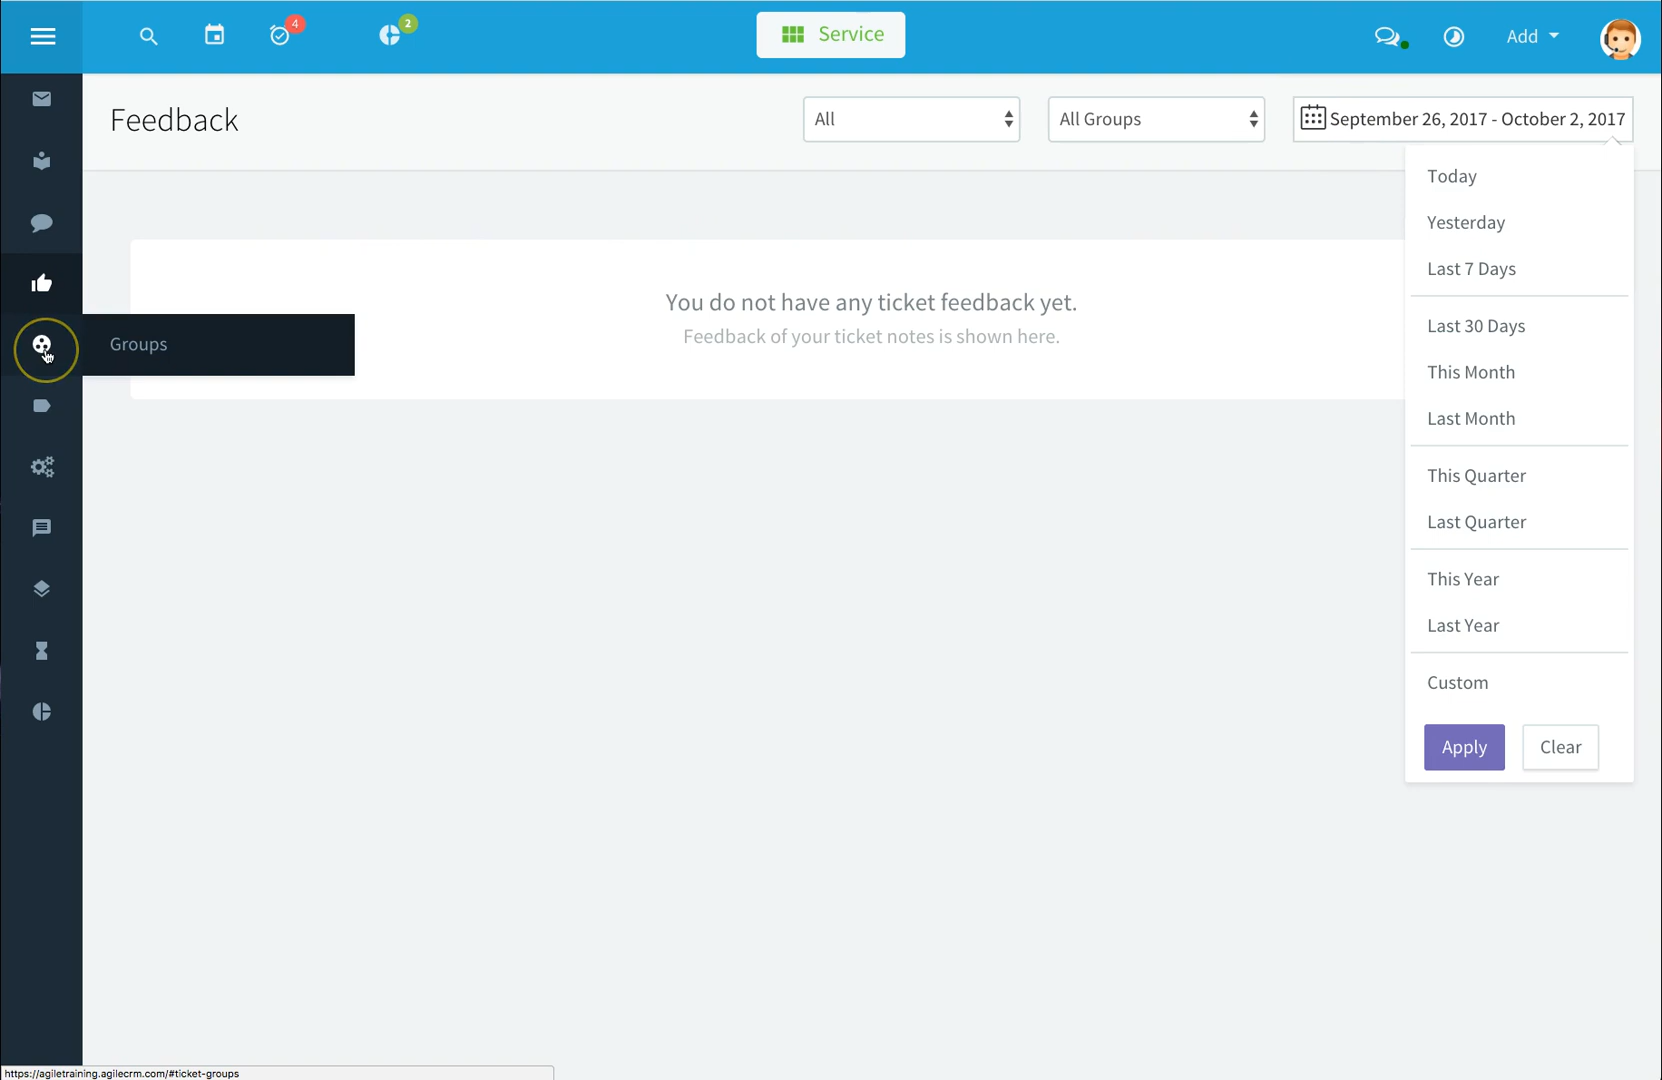 4
2
Service
Add
Feedback
All
All Groups
September 26, 2017 - October 2, 2017
Today
Yesterday
Last 7 Days
Last 30 Days
This Month
Last Month
This Quarter
Last Quarter
This Year
Last Year
Custom
Apply
Clear
You do not have any ticket feedback yet.
Feedback of your ticket notes is shown here.
Groups
https://agiletraining.agilecrm.com/#ticket-groups